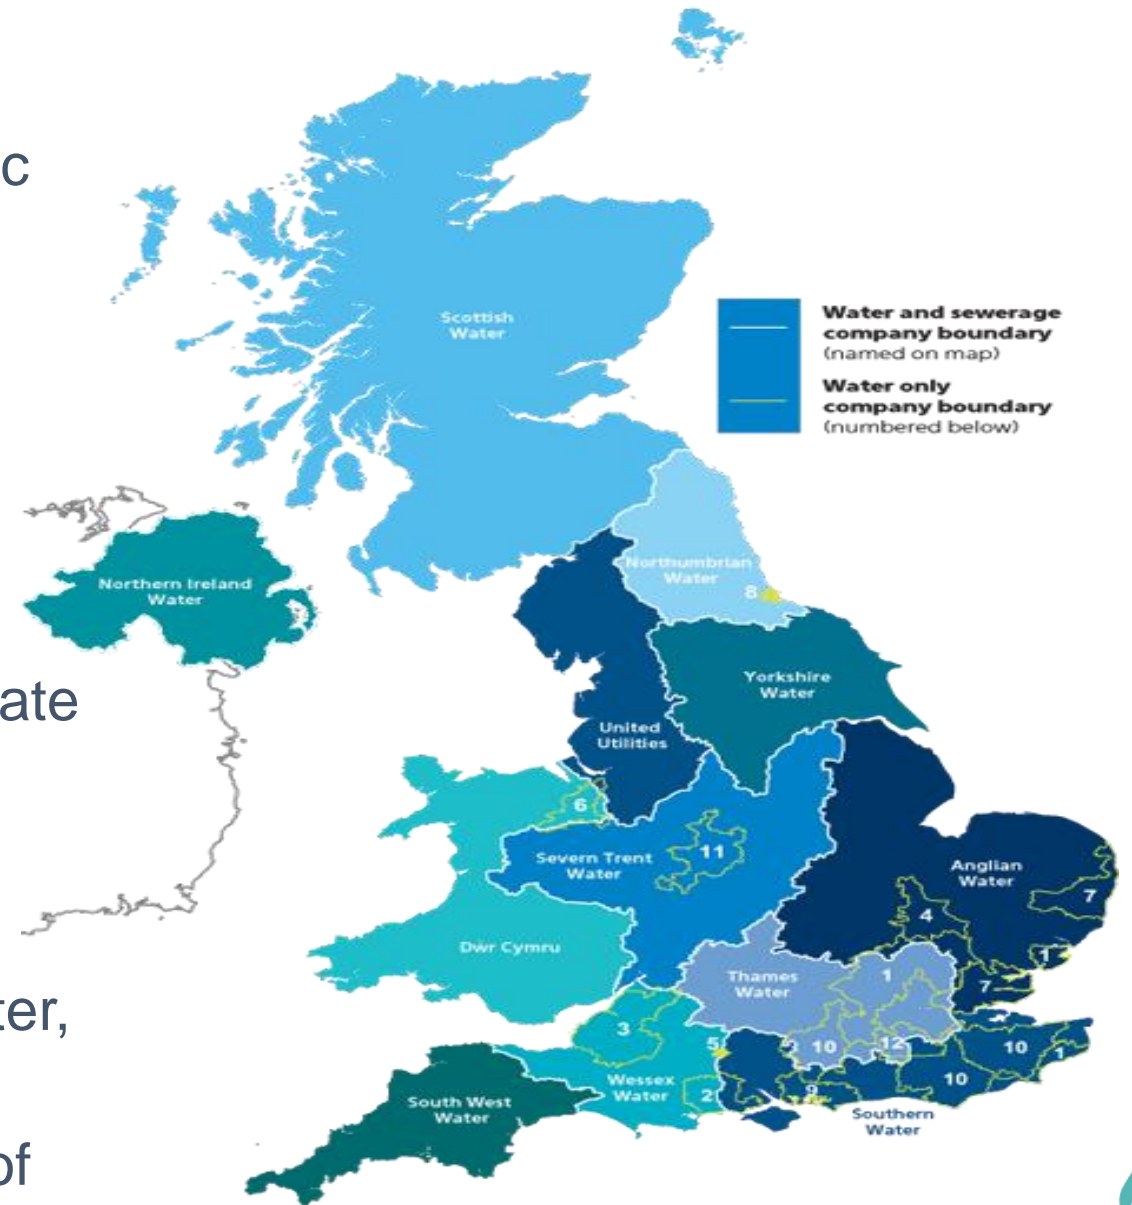 c
ate
ter,
of
Scottish
Water
Water and sewerage
company boundary
(named on map)
Water only
company boundary
(numbered below)
Northumbrian
Water
8
Northern Ireland
Water
Yorkshire
Water
United
Utilities
6
Severn Trent
Water
11
Anglian
Water
7
4
Dŵr Cymru
1
Thames
Water
1
7
3
5
10
12
10
1
Wessex
Water
2
9
10
South West
Water
Southern
Water